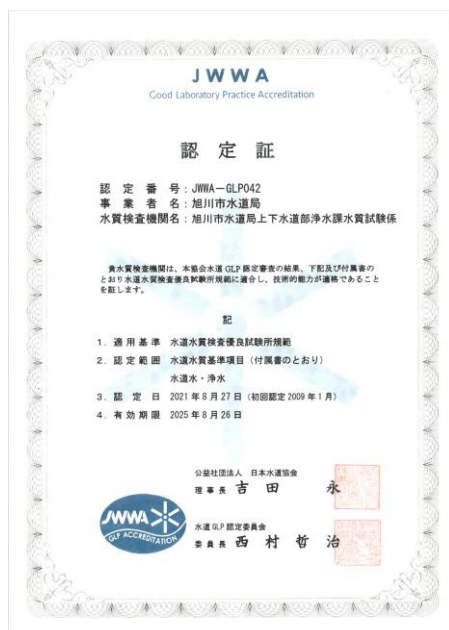 JWWA
Good Laboratory Practice Accreditation
認定証
認定番号：JWWA－GLP042
事業者名：旭川市水道局
水質検査機関名：旭川市水道局上下水道部浄水課水質試験係
貴水質検査機関は、本協会水道GLP認定審査の結果、下記及び付属書の
とおり水道水質検査優良試験所規範に適合し、技術的能力が適格であること
を証します。
記
1．適用基準　水道水質検査優良試験所規範
2．認定範囲　水道水質基準項目（付属書のとおり）
水道水・浄水
3．認定日　2021年8月27日（初回認定2009年1月）
4．有効期限　2025年8月26日
公益社団法人　日本水道協会
理事長　吉田　永
JWWA
GLP ACCREDITATION
水道GLP認定委員会
委員長　西村哲治